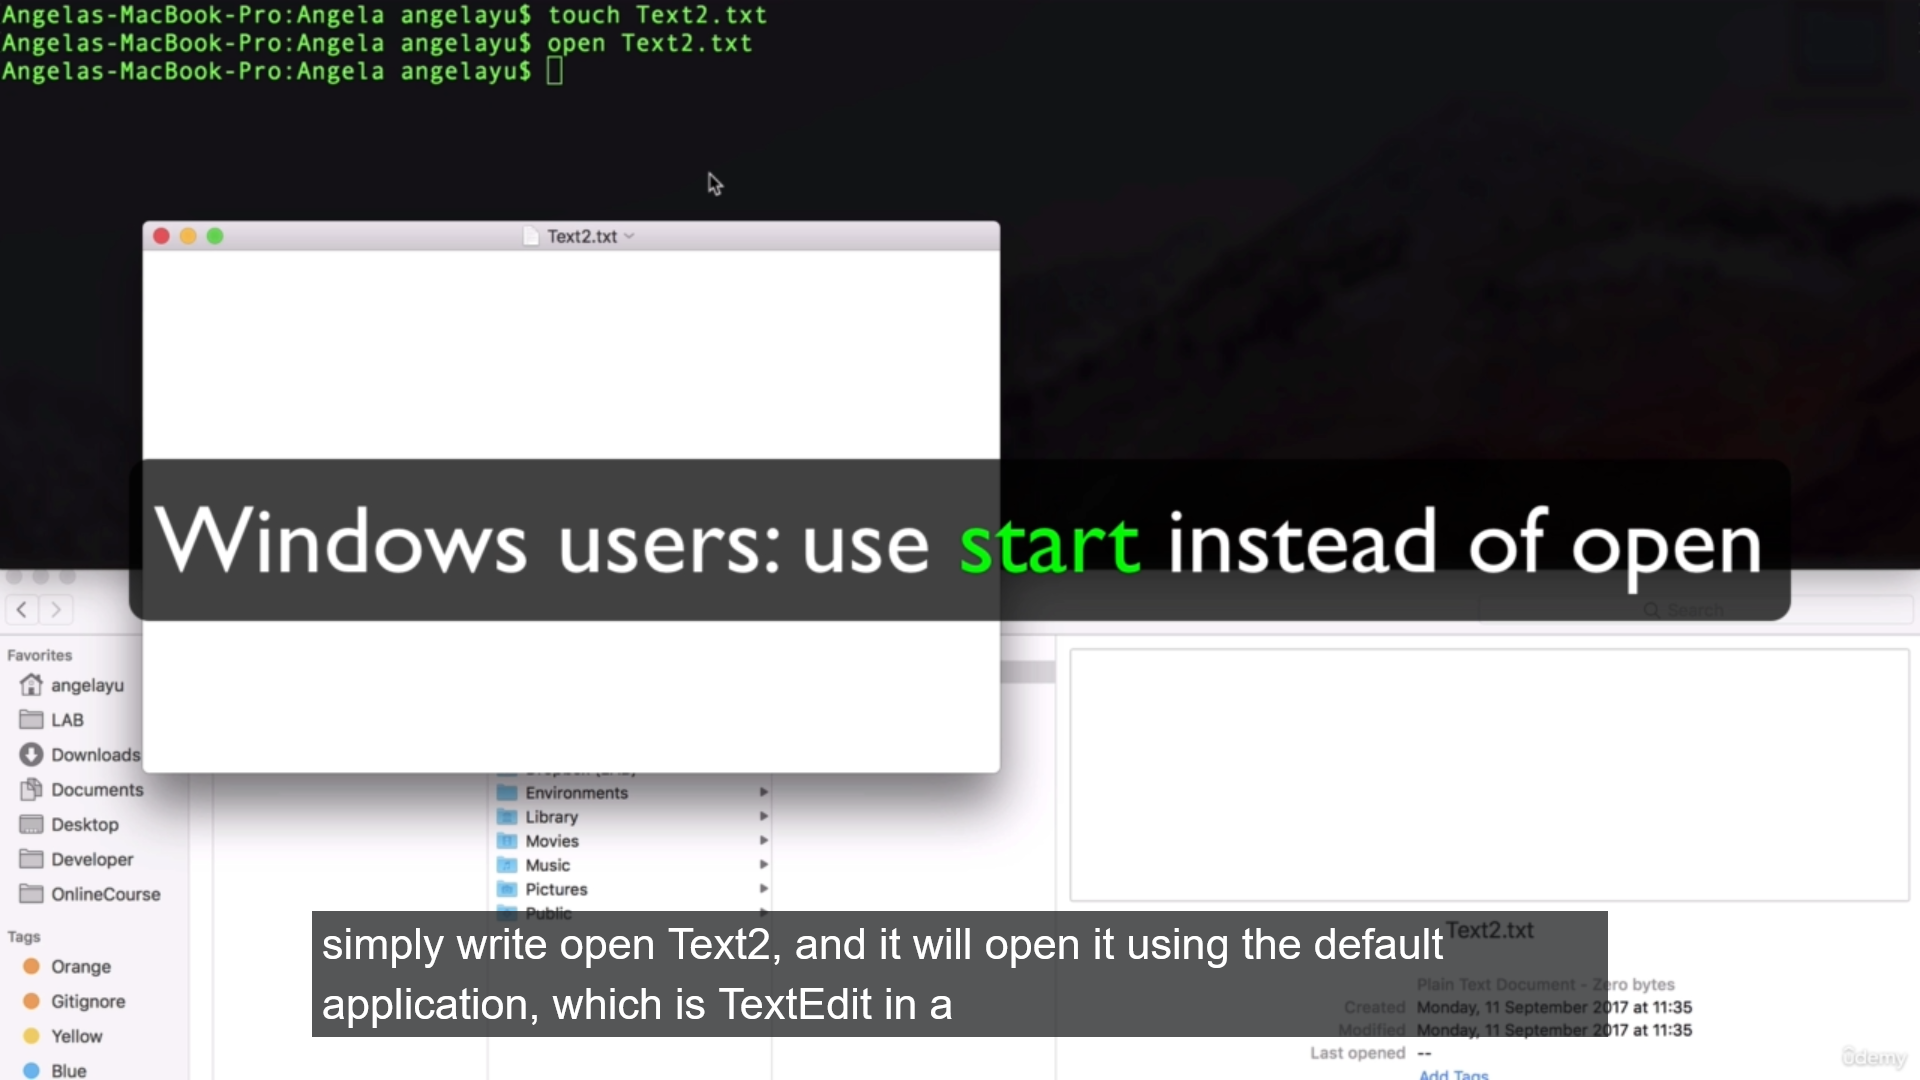 Angelas-MacBook-Pro:Angela angelayu$ touch Text2.txt
Angelas-MacBook-Pro:Angela angelayu$ open Text2.txt
Angelas-MacBook-Pro:Angela angelayu$
Text2.txt
Windows users: use start instead of open
Search
Favorites
angelayu
LAB
Downloads
Documents
Desktop
Developer
OnlineCourse
Tags
Orange
Gitignore
Yellow
Blue
Environments
Library
Movies
Music
Pictures
Public
Text2.txt
Plain Text Document - Zero bytes
Created Monday, 11 September 2017 at 11:35
Modified Monday, 11 September 2017 at 11:35
Last opened --
Add Tags
simply write open Text2, and it will open it using the default
application, which is TextEdit in a
ûdemy